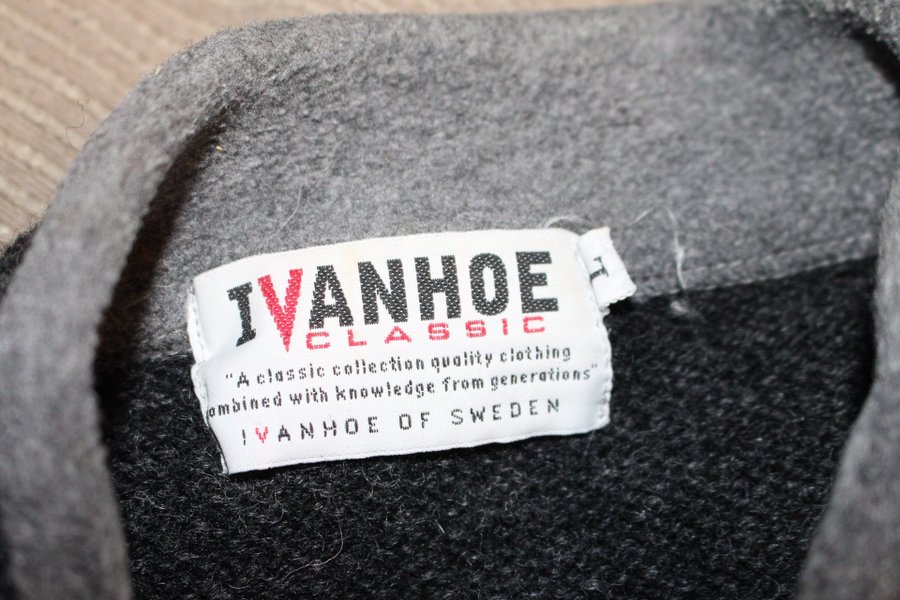 IVANHOE
CLASSIC
"A classic collection quality clothing
ombined with knowledge from generations"
IVANHOE OF SWEDEN